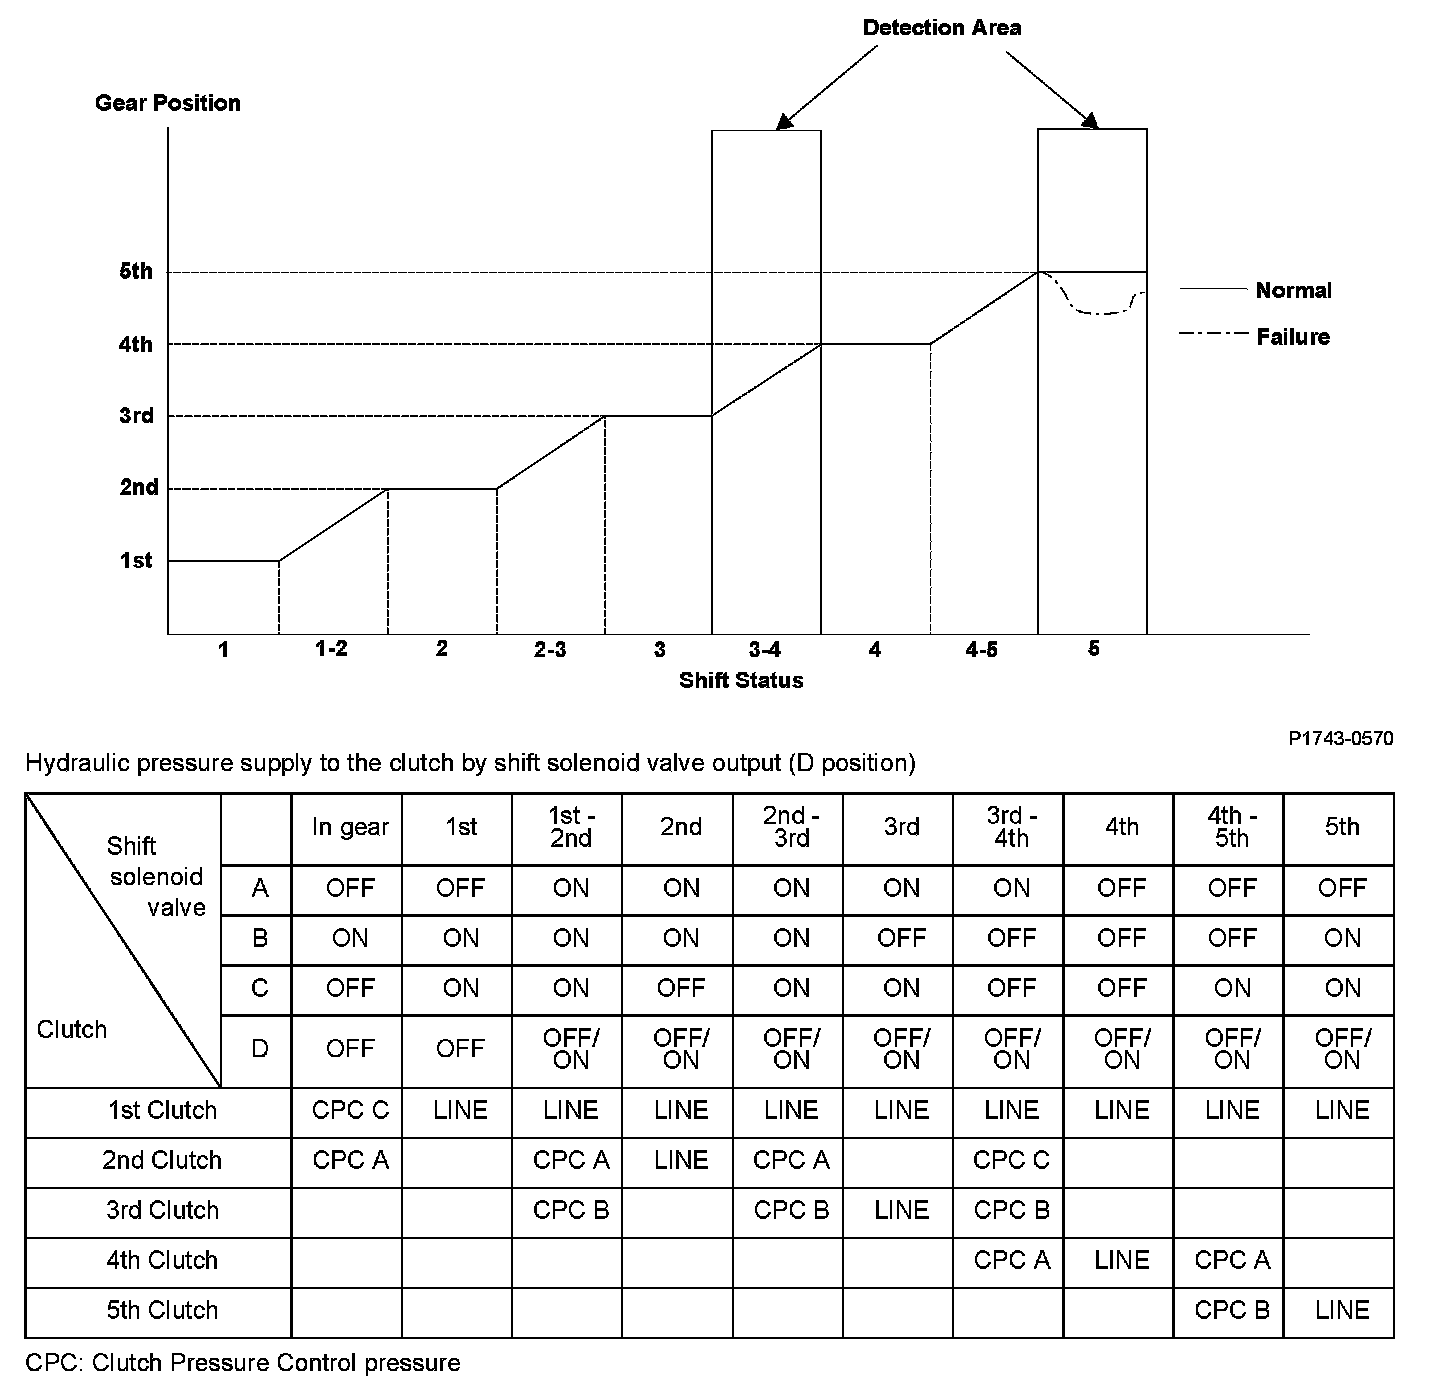 Detection Area
Gear Position
5th
4th
3rd
2nd
1st
Normal
Failure
1 1-2 2 2-3 3 3-4 4 4-5 5
Shift Status
P1743-0570
Hydraulic pressure supply to the clutch by shift solenoid valve output (D position)
Shift solenoid valve
Clutch
In gear 1st 1st - 2nd 2nd 2nd - 3rd 3rd 3rd - 4th 4th 4th - 5th 5th
A OFF OFF ON ON ON ON ON OFF OFF OFF
B ON ON ON ON ON OFF OFF OFF OFF ON
C OFF ON ON OFF ON ON OFF OFF ON ON
D OFF OFF OFF/ON OFF/ON OFF/ON OFF/ON OFF/ON OFF/ON OFF/ON OFF/ON
1st Clutch CPC C LINE LINE LINE LINE LINE LINE LINE LINE LINE
2nd Clutch CPC A CPC A LINE CPC A CPC C
3rd Clutch CPC B CPC B LINE CPC B
4th Clutch CPC A LINE CPC A
5th Clutch CPC B LINE
CPC: Clutch Pressure Control pressure